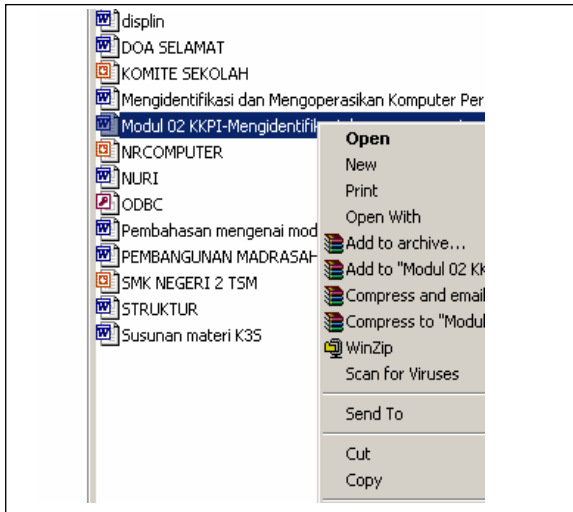 displin
DOA SELAMAT
KOMITE SEKOLAH
Mengidentifikasi dan Mengoperasikan Komputer Per
Modul 02 KKPI-Mengidentifik
NRCOMPUTER
NURI
ODBC
Pembahasan mengenai mod
PEMBANGUNAN MADRASAH
SMK NEGERI 2 TSM
STRUKTUR
Susunan materi K3S
Open
New
Print
Open With
Add to archive...
Add to "Modul 02 KK
Compress and email
Compress to "Modul
WinZip
Scan for Viruses
Send To
Cut
Copy